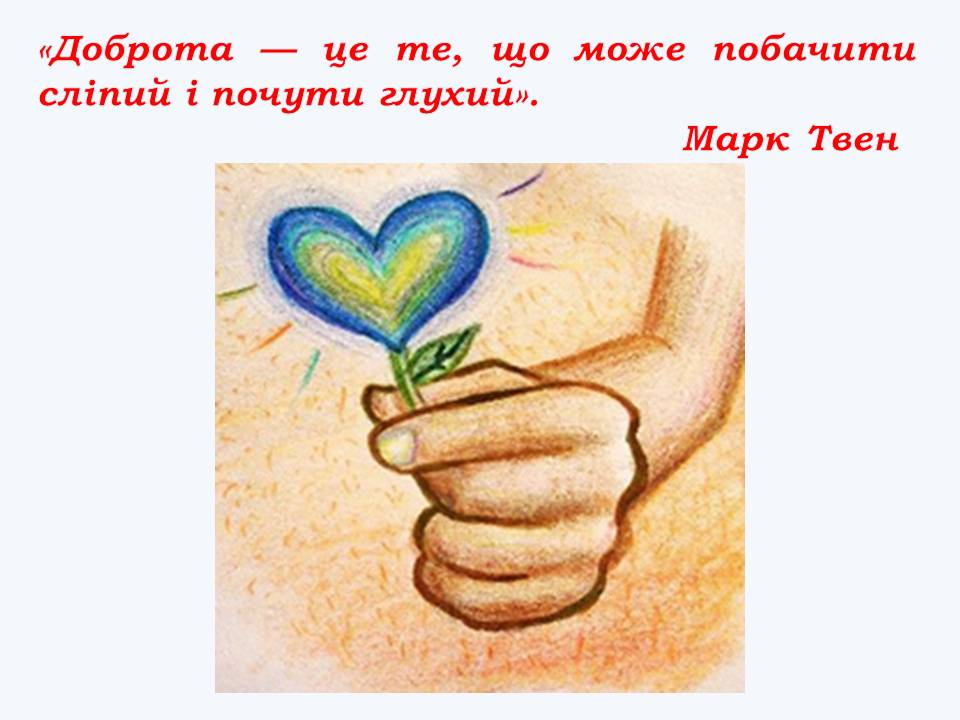 «Доброта — це те, що може побачити
сліпий і почути глухий».
Марк Твен